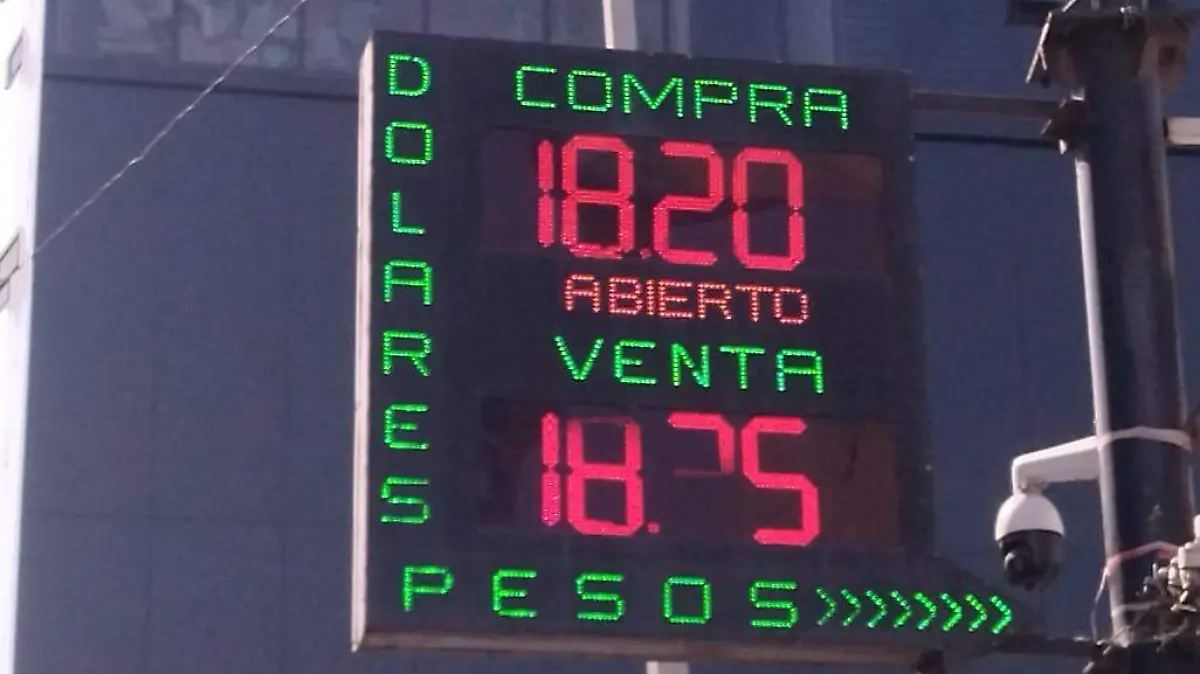 DOLARES
COMPRA
18.20
ABIERTO
VENTA
18.75
PESOS>>>>>>>>